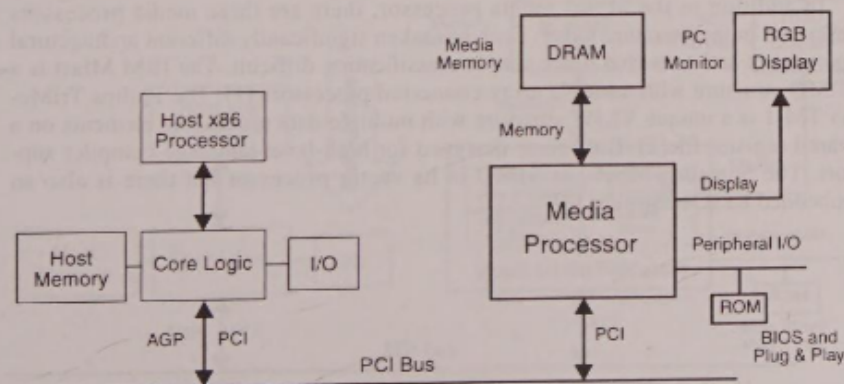 Media
Memory
DRAM
PC
Monitor
RGB
Display
Host x86
Processor
Memory
Display
Media
Processor
Peripheral I/O
Host
Memory
Core Logic
I/O
ROM
AGP
PCI
PCI
BIOS and
Plug & Play
PCI Bus